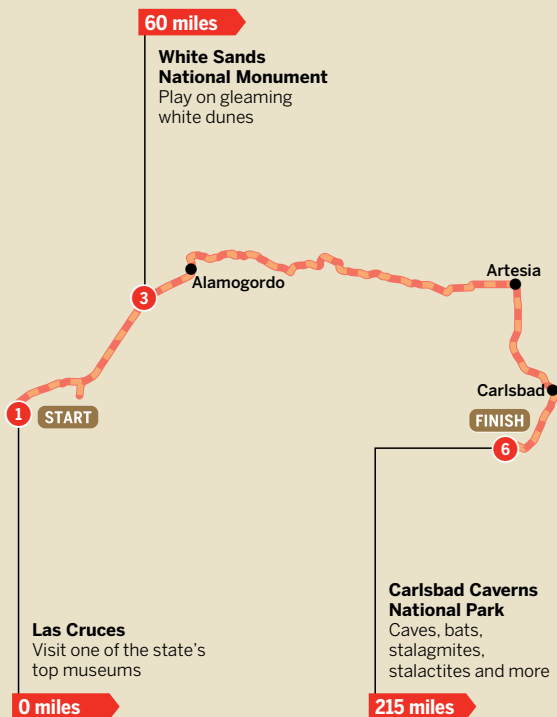 60 miles
White Sands
National Monument
Play on gleaming
white dunes
Alamogordo
3
Artesia
Carlsbad
1
START
FINISH
6
Las Cruces
Visit one of the state’s
top museums
0 miles
Carlsbad Caverns
National Park
Caves, bats,
stalagmites,
stalactites and more
215 miles